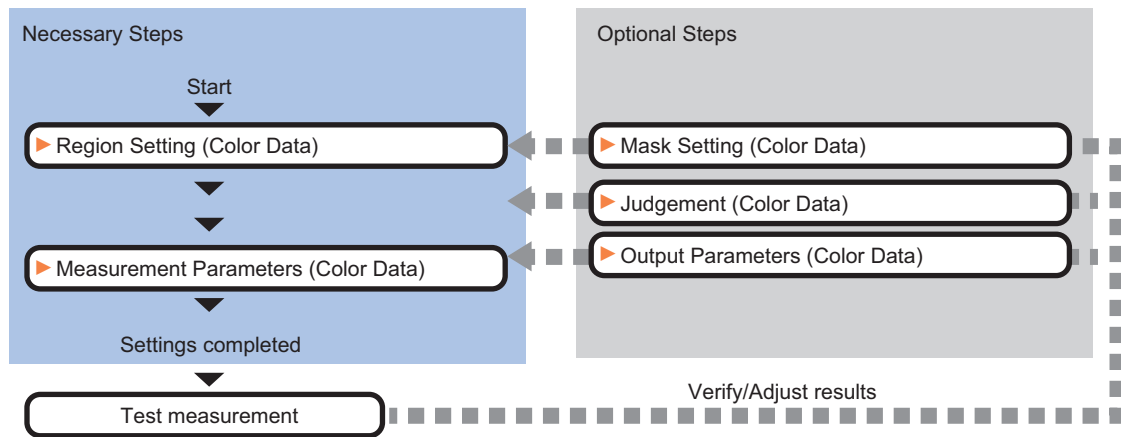 Necessary Steps
Start
Region Setting (Color Data)
Measurement Parameters (Color Data)
Settings completed
Test measurement
Optional Steps
Mask Setting (Color Data)
Judgement (Color Data)
Output Parameters (Color Data)
Verify/Adjust results